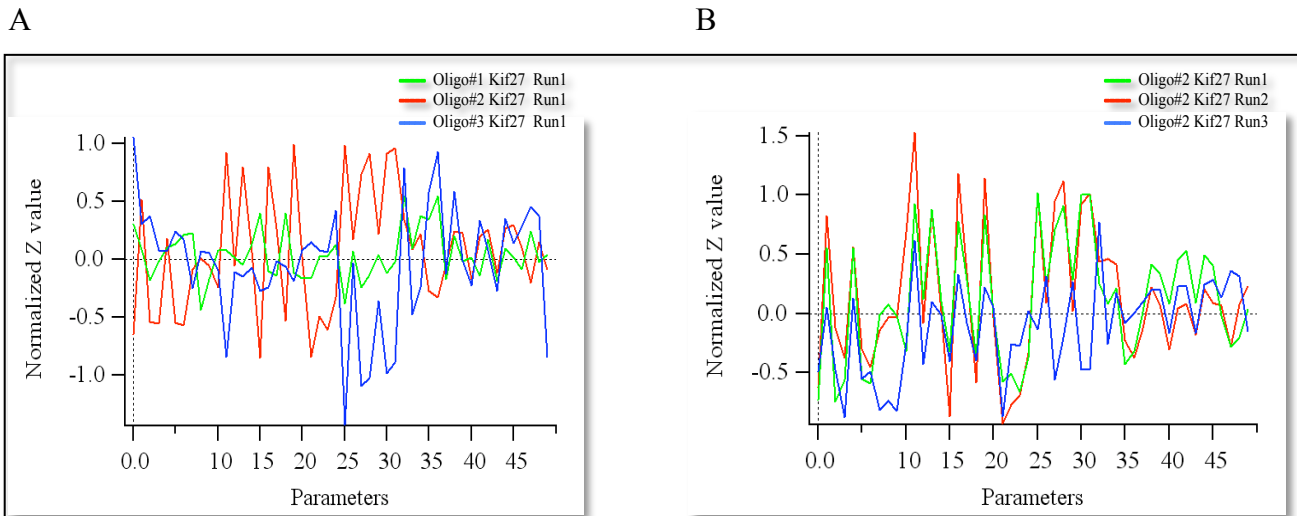 A
Oligo#1 Kif27 Run1
Oligo#2 Kif27 Run1
Oligo#3 Kif27 Run1
1.0
0.5
0.0
-0.5
-1.0
Normalized Z value
0.0 10 15 20 25 30 35 40 45
Parameters
B
Oligo#2 Kif27 Run1
Oligo#2 Kif27 Run2
Oligo#2 Kif27 Run3
1.5
1.0
0.5
0.0
-0.5
Normalized Z value
0.0 10 15 20 25 30 35 40 45
Parameters